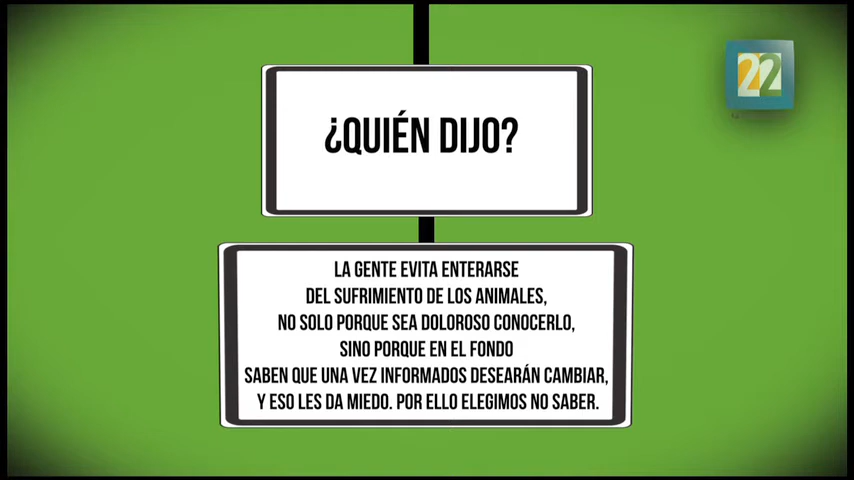 22
¿QUIÉN DIJO?
LA GENTE EVITA ENTERARSE
DEL SUFRIMIENTO DE LOS ANIMALES,
NO SOLO PORQUE SEA DOLOROSO CONOCERLO,
SINO PORQUE EN EL FONDO
SABEN QUE UNA VEZ INFORMADOS DESEARÁN CAMBIAR,
Y ESO LES DA MIEDO. POR ELLO ELEGIMOS NO SABER.